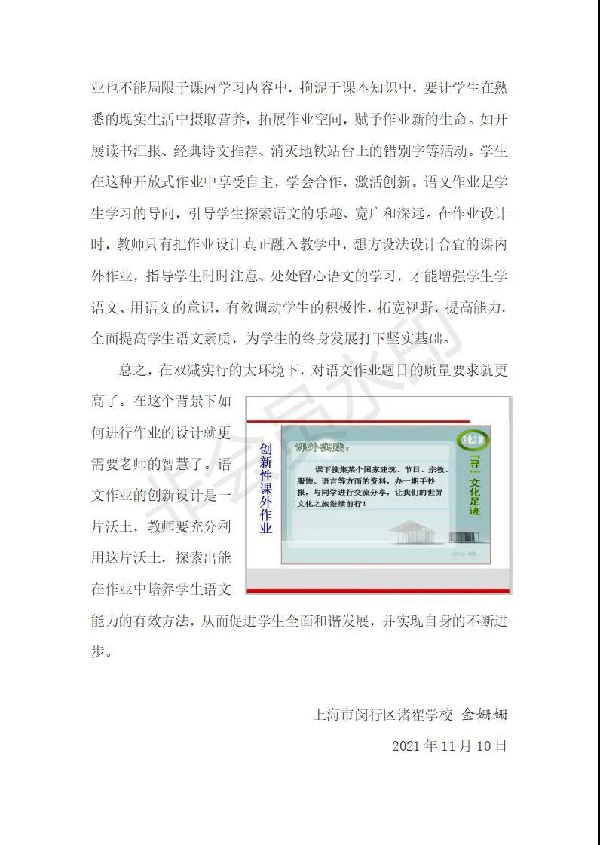 业也不能局限于课内学习内容中，拘泥于课本知识中，要让学生在熟
悉的现实生活中摄取营养，拓展作业空间，赋予作业新的生命。如开
展读书汇报、经典诗文推荐、消灭地铁站台上的错别字等活动。学生
在这种开放式作业中享受自主，学会合作，激活创新。语文作业是学
生学习的导向，引导学生探索语文的乐趣、宽广和深远。在作业设计
时，教师只有把作业设计真正融入教学中，想方设法设计合宜的课内
外作业，指导学生时时注意、处处留心语文的学习，才能增强学生学
语文、用语文的意识，有效调动学生的积极性，拓宽视野，提高能力，
全面提高学生语文素质，为学生的终身发展打下坚实基础。
总之，在双减实行的大环境下，对语文作业题目的质量要求就更
高了。在这个背景下如
何进行作业的设计就更
需要老师的智慧了。语
文作业的创新设计是一
片沃土，教师要充分利
用这片沃土，探索出能
在作业中培养学生语文
创新性课外作业
课外实践：
课下搜集某个国家建筑、节日、宗教、
服饰、语言等方面的资料，办一期手抄
报，与同学进行交流分享，让我们的世界
文化之旅继续前行！
「寻」文化足迹
能力的有效方法，从而促进学生全面和谐发展，并实现自身的不断进
步。
上海市闵行区诸翟学校 金姗姗
2021 年 11 月 10 日
非会员水印